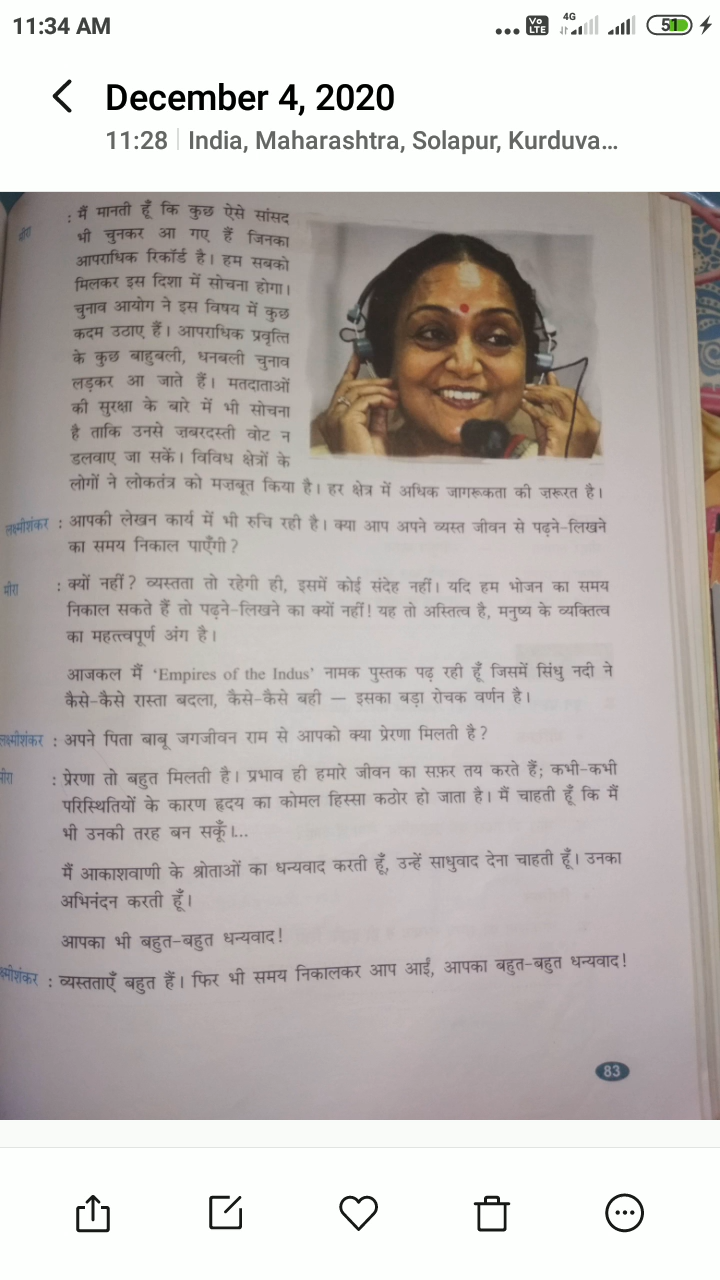 11:34 AM
Vo LTE 4G 51
December 4, 2020
11:28 | India, Maharashtra, Solapur, Kurduva...
मीरा : मैं मानती हूँ कि कुछ ऐसे सांसद
भी चुनकर आ गए हैं जिनका
आपराधिक रिकॉर्ड है। हम सबको
मिलकर इस दिशा में सोचना होगा।
चुनाव आयोग ने इस विषय में कुछ
कदम उठाए हैं। आपराधिक प्रवृत्ति
के कुछ बाहुबली, धनबली चुनाव
लड़कर आ जाते हैं। मतदाताओं
की सुरक्षा के बारे में भी सोचना
है ताकि उनसे ज़बरदस्ती वोट न
डलवाए जा सकें। विविध क्षेत्रों के
लोगों ने लोकतंत्र को मज़बूत किया है। हर क्षेत्र में अधिक जागरूकता की ज़रूरत है।
लक्ष्मीशंकर : आपकी लेखन कार्य में भी रुचि रही है। क्या आप अपने व्यस्त जीवन से पढ़ने-लिखने
का समय निकाल पाएँगी?
मीरा : क्यों नहीं? व्यस्तता तो रहेगी ही, इसमें कोई संदेह नहीं। यदि हम भोजन का समय
निकाल सकते हैं तो पढ़ने-लिखने का क्यों नहीं! यह तो अस्तित्व है, मनुष्य के व्यक्तित्व
का महत्त्वपूर्ण अंग है।
आजकल मैं 'Empires of the Indus' नामक पुस्तक पढ़ रही हूँ जिसमें सिंधु नदी ने
कैसे-कैसे रास्ता बदला, कैसे-कैसे बही — इसका बड़ा रोचक वर्णन है।
लक्ष्मीशंकर : अपने पिता बाबू जगजीवन राम से आपको क्या प्रेरणा मिलती है?
मीरा : प्रेरणा तो बहुत मिलती है। प्रभाव ही हमारे जीवन का सफ़र तय करते हैं; कभी-कभी
परिस्थितियों के कारण हृदय का कोमल हिस्सा कठोर हो जाता है। मैं चाहती हूँ कि मैं
भी उनकी तरह बन सकूँ।...
मैं आकाशवाणी के श्रोताओं का धन्यवाद करती हूँ, उन्हें साधुवाद देना चाहती हूँ। उनका
अभिनंदन करती हूँ।
आपका भी बहुत-बहुत धन्यवाद!
क्ष्मीशंकर : व्यस्तताएँ बहुत हैं। फिर भी समय निकालकर आप आईं, आपका बहुत-बहुत धन्यवाद!
83